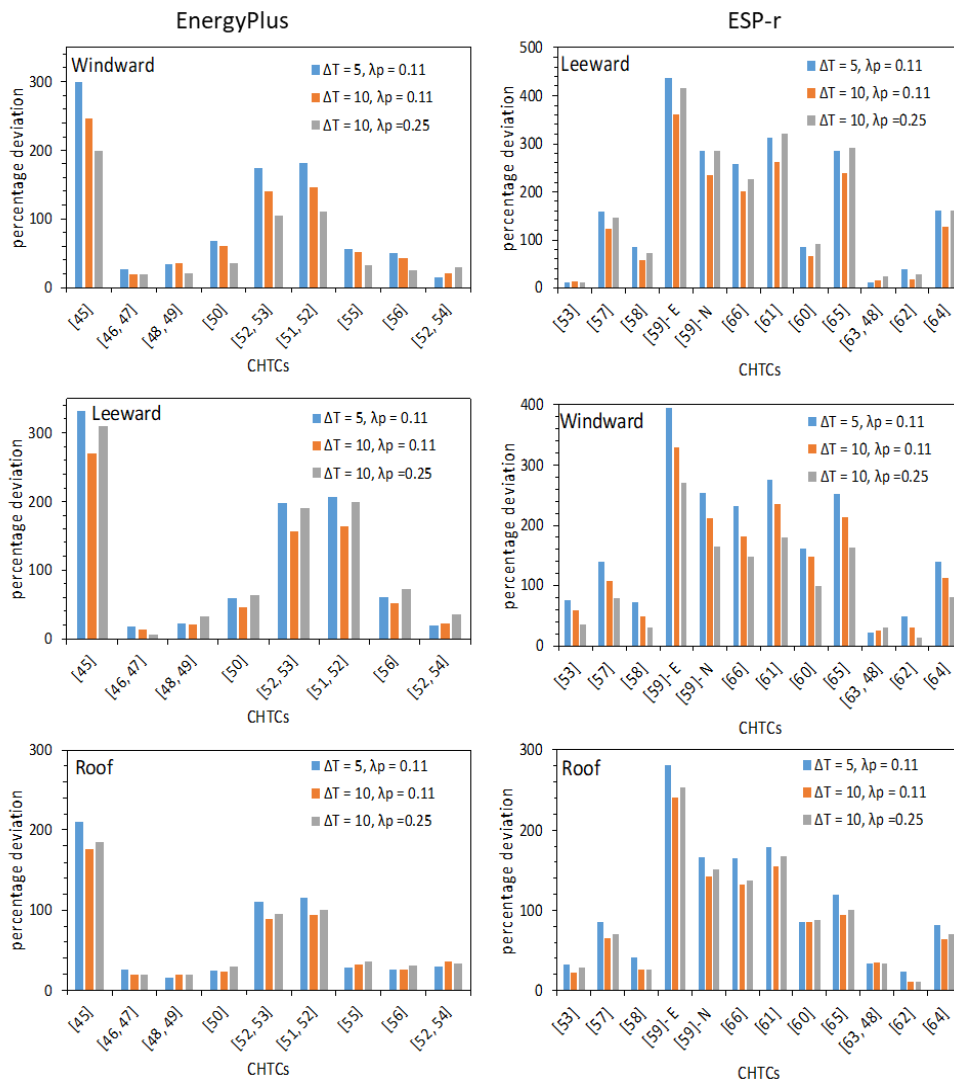 EnergyPlus
ESP-r
Windward
ΔT = 5, λp = 0.11
ΔT = 10, λp = 0.11
ΔT = 10, λp =0.25
percentage deviation
300
200
100
0
[45]
[46, 47]
[48, 49]
[50]
[52, 53]
[51, 52]
[55]
[56]
[52, 54]
CHTCs
Leeward
ΔT = 5, λp = 0.11
ΔT = 10, λp = 0.11
ΔT = 10, λp =0.25
percentage deviation
500
400
300
200
100
0
[53]
[57]
[58]
[59]- E
[59]- N
[66]
[61]
[60]
[65]
[63, 48]
[62]
[64]
CHTCs
Leeward
ΔT = 5, λp = 0.11
ΔT = 10, λp = 0.11
ΔT = 10, λp =0.25
percentage deviation
300
200
100
0
[45]
[46, 47]
[48, 49]
[50]
[52, 53]
[51, 52]
[56]
[52, 54]
CHTCs
Windward
ΔT = 5, λp = 0.11
ΔT = 10, λp = 0.11
ΔT = 10, λp =0.25
percentage deviation
400
300
200
100
0
[53]
[57]
[58]
[59]- E
[59]- N
[66]
[61]
[60]
[65]
[63, 48]
[62]
[64]
CHTCs
Roof
ΔT = 5, λp = 0.11
ΔT = 10, λp = 0.11
ΔT = 10, λp =0.25
percentage deviation
300
200
100
0
[45]
[46, 47]
[48, 49]
[50]
[52, 53]
[51, 52]
[55]
[56]
[52, 54]
CHTCs
Roof
ΔT = 5, λp = 0.11
ΔT = 10, λp = 0.11
ΔT = 10, λp =0.25
percentage deviation
300
200
100
0
[53]
[57]
[58]
[59]- E
[59]- N
[66]
[61]
[60]
[65]
[63, 48]
[62]
[64]
CHTCs